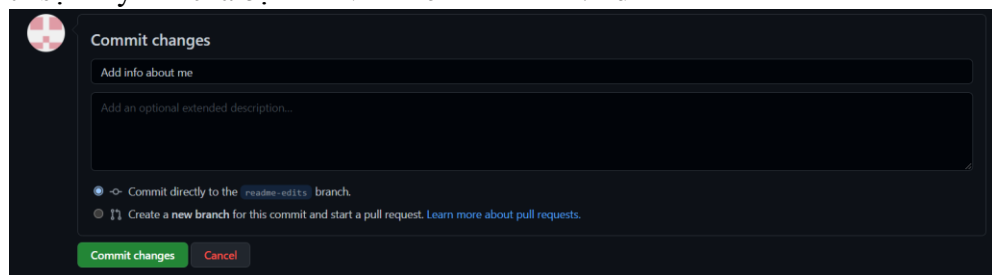 Commit changes
Add info about me
Add an optional extended description...
Commit directly to the readme-edits branch.
Create a new branch for this commit and start a pull request. Learn more about pull requests.
Commit changes Cancel